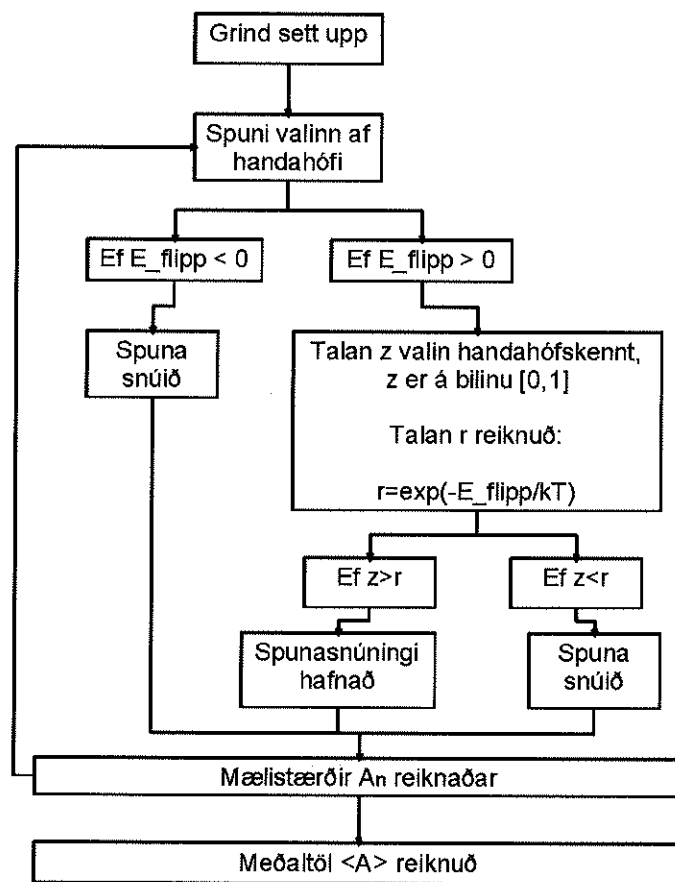 Grind sett upp
Spuni valinn af
handahófi
Ef E_flipp < 0
Ef E_flipp > 0
Spuna
snúið
Talan z valin handahófskennt,
z er á bilinu [0,1]
Talan r reiknuð:
r=exp(-E_flipp/kT)
Ef z>r
Ef z<r
Spunasnúningi
hafnað
Spuna
snúið
Mælistærðir An reiknaðar
Meðaltöl <A> reiknuð